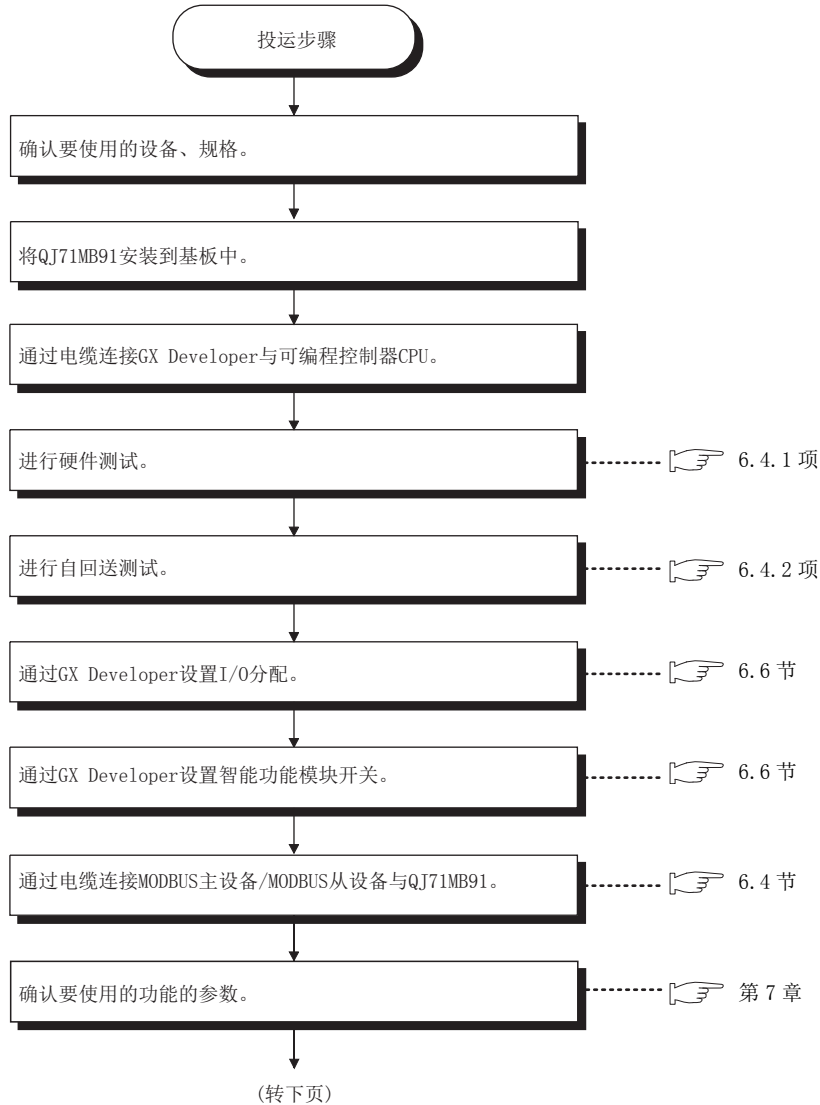 投运步骤
确认要使用的设备、规格。
将QJ71MB91安装到基板中。
通过电缆连接GX Developer与可编程控制器CPU。
进行硬件测试。
6.4.1 项
进行自回送测试。
6.4.2 项
通过GX Developer设置I/O分配。
6.6 节
通过GX Developer设置智能功能模块开关。
6.6 节
通过电缆连接MODBUS主设备/MODBUS从设备与QJ71MB91。
6.4 节
确认要使用的功能的参数。
第 7 章
(转下页)